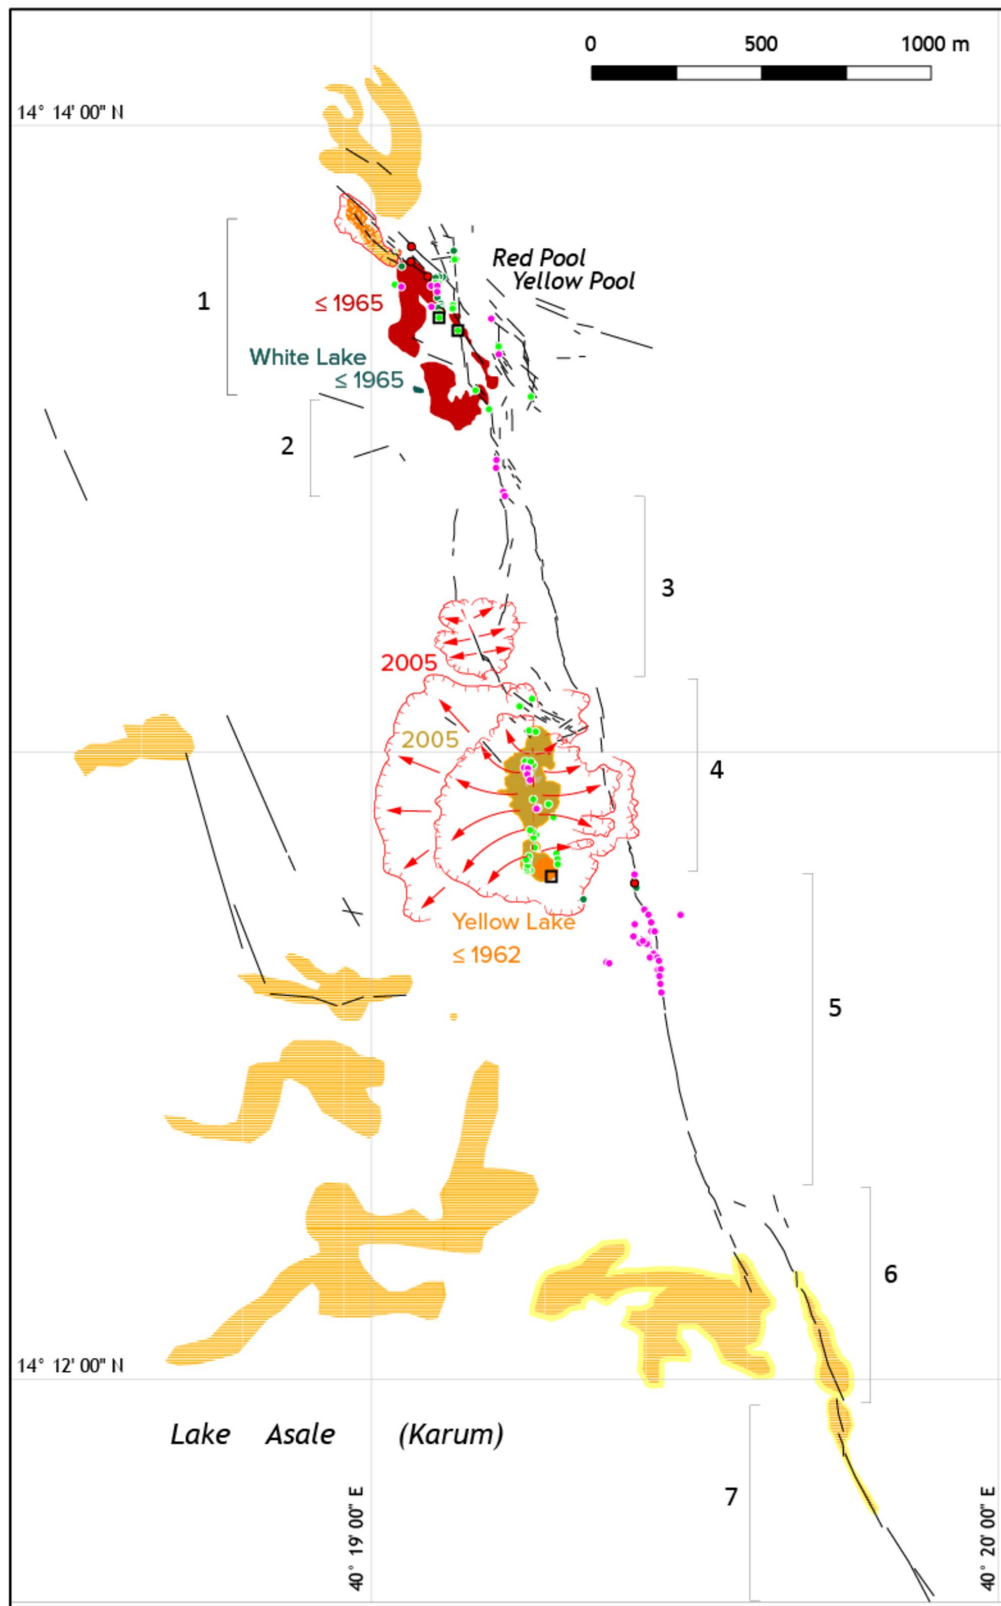 0 500 1000 m
14° 14' 00" N
Red Pool
Yellow Pool
1
≤ 1965
White Lake
≤ 1965
2
3
2005
2005
4
Yellow Lake
≤ 1962
5
6
14° 12' 00" N
Lake Asale (Karum)
7
40° 19' 00" E
40° 20' 00" E